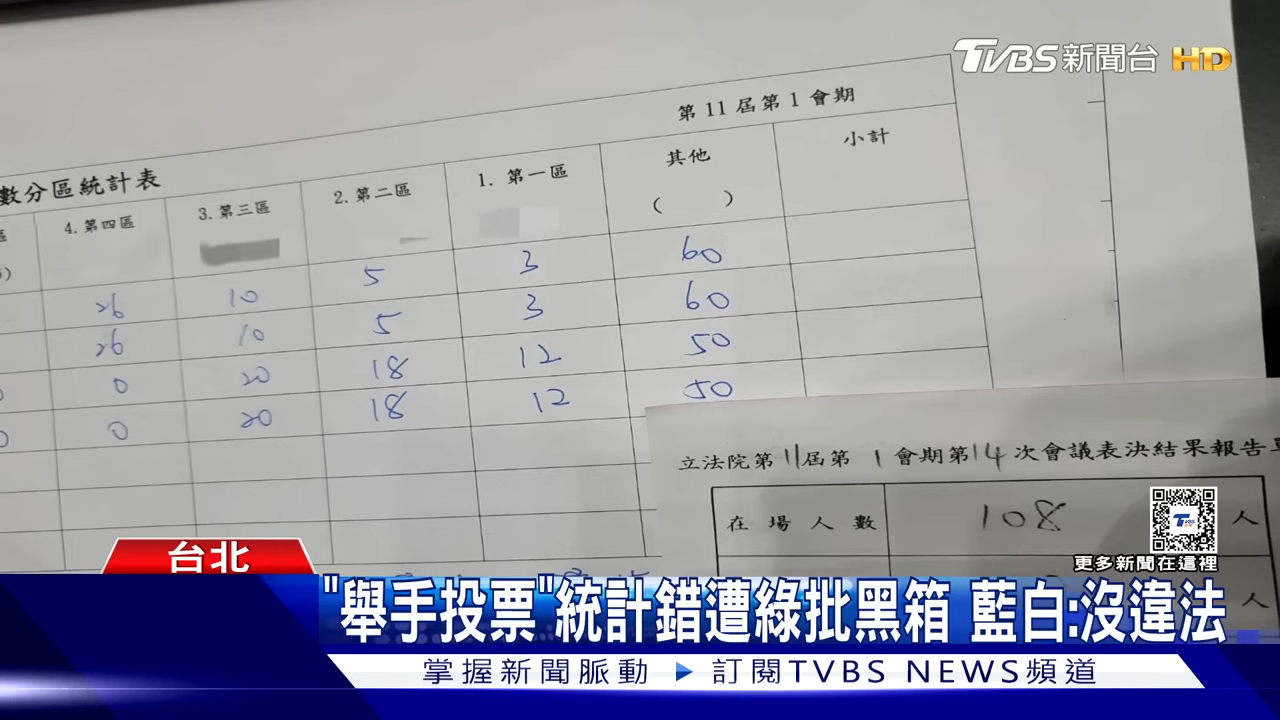 TVBS新聞台 HD
第11屆第1會期
數分區統計表
4.第四區 3.第三區 2.第二區 1. 第一區 其他 小計
( )
26 10 5 3 60
26 10 5 3 60
0 0 20 18 12 50
0 0 20 18 12 50
立法院第11屆第1會期第14次會議表決結果報告單
在場人數 108 人
人
TVBS
更多新聞在這裡
台北
"舉手投票"統計錯遭綠批黑箱 藍白:沒違法
掌握新聞脈動 ▶ 訂閱TVBS NEWS頻道